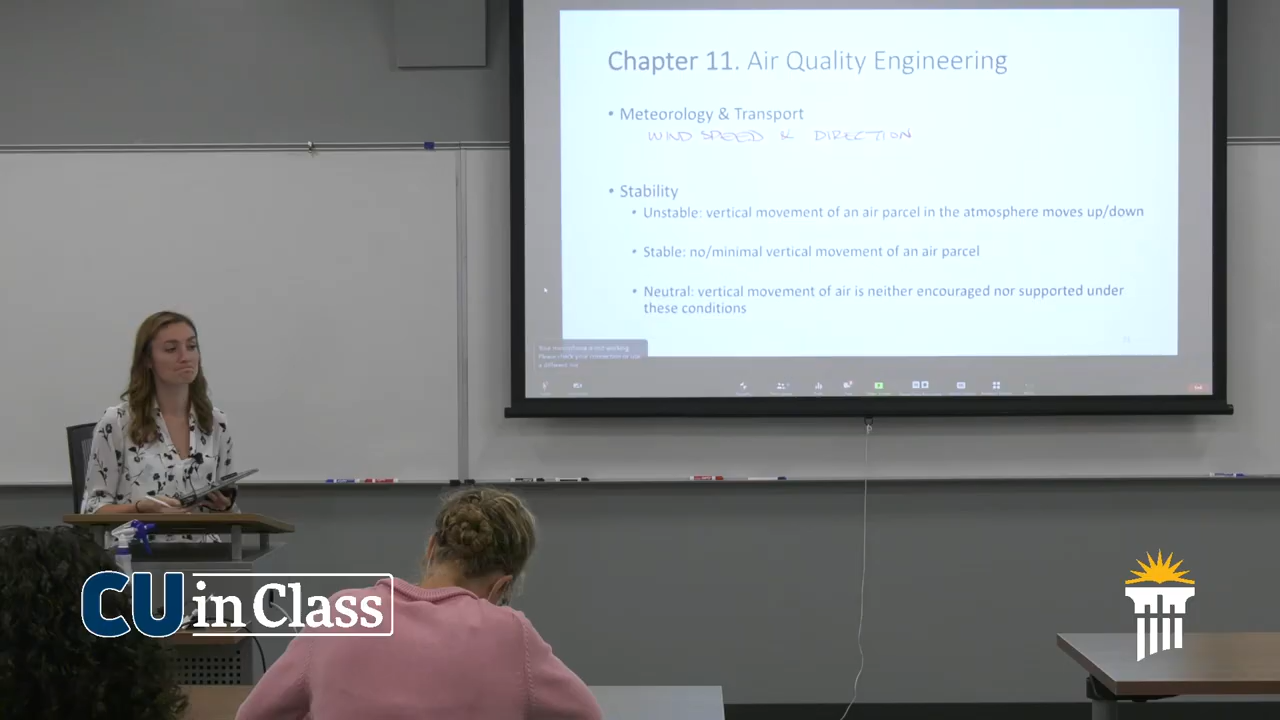 Chapter 11. Air Quality Engineering
• Meteorology & Transport
WIND SPEED & DIRECTION
• Stability
• Unstable: vertical movement of an air parcel in the atmosphere moves up/down
• Stable: no/minimal vertical movement of an air parcel
• Neutral: vertical movement of air is neither encouraged nor supported under
these conditions
CU in Class